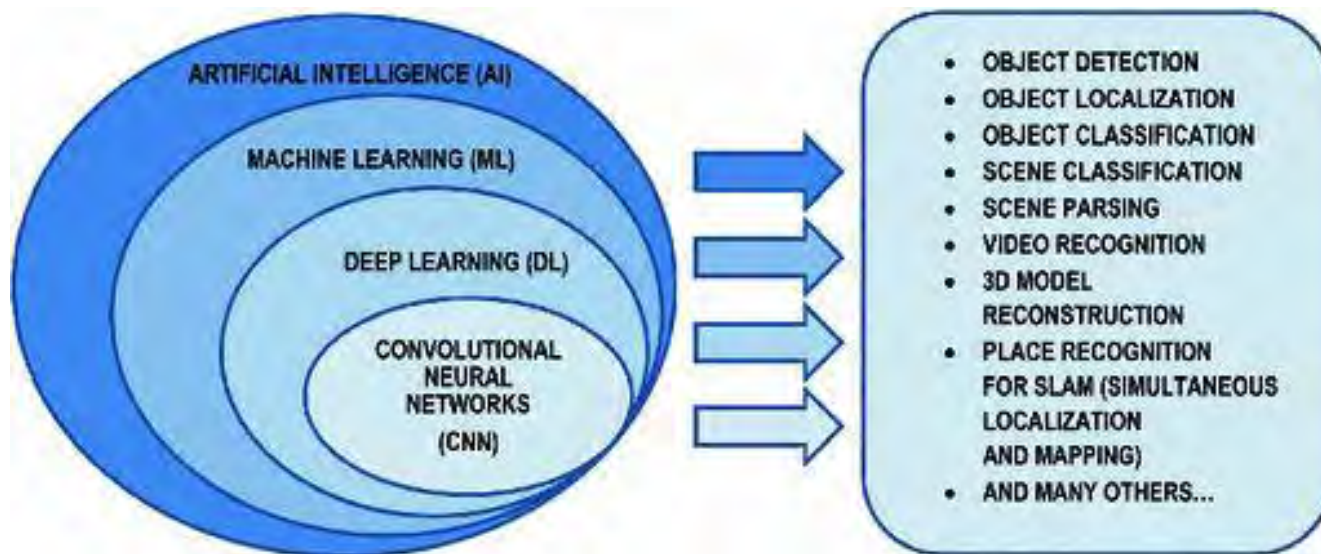 ARTIFICIAL INTELLIGENCE (AI)
MACHINE LEARNING (ML)
DEEP LEARNING (DL)
CONVOLUTIONAL
NEURAL
NETWORKS
(CNN)
• OBJECT DETECTION
• OBJECT LOCALIZATION
• OBJECT CLASSIFICATION
• SCENE CLASSIFICATION
• SCENE PARSING
• VIDEO RECOGNITION
• 3D MODEL
RECONSTRUCTION
• PLACE RECOGNITION
FOR SLAM (SIMULTANEOUS
LOCALIZATION
AND MAPPING)
• AND MANY OTHERS...